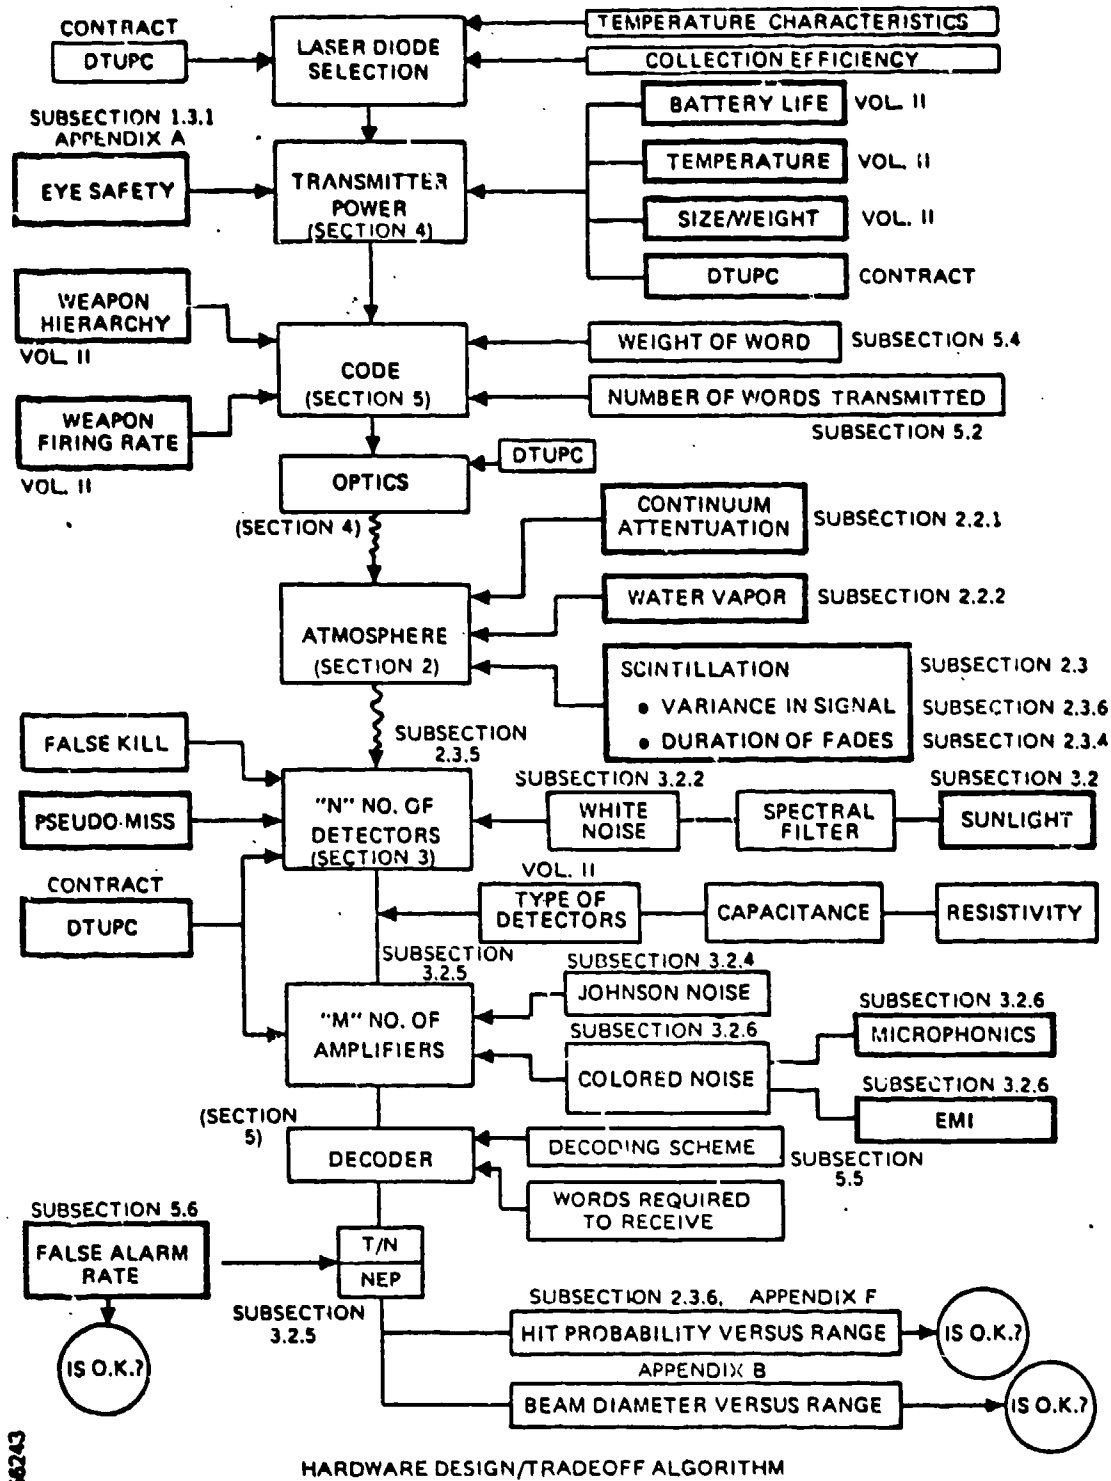 TEMPERATURE CHARACTERISTICS
CONTRACT
DTUPC
LASER DIODE
SELECTION
COLLECTION EFFICIENCY
SUBSECTION 1.3.1
APPENDIX A
BATTERY LIFE VOL. II
EYE SAFETY
TRANSMITTER
POWER
(SECTION 4)
TEMPERATURE VOL. II
SIZE/WEIGHT VOL. II
DTUPC CONTRACT
WEAPON
HIERARCHY
VOL. II
CODE
(SECTION 5)
WEIGHT OF WORD SUBSECTION 5.4
NUMBER OF WORDS TRANSMITTED
SUBSECTION 5.2
WEAPON
FIRING RATE
VOL. II
OPTICS
DTUPC
(SECTION 4)
CONTINUUM
ATTENTUATION
SUBSECTION 2.2.1
WATER VAPOR SUBSECTION 2.2.2
ATMOSPHERE
(SECTION 2)
SCINTILLATION SUBSECTION 2.3
• VARIANCE IN SIGNAL SUBSECTION 2.3.6
• DURATION OF FADES SUBSECTION 2.3.4
SUBSECTION
2.3.5
FALSE KILL
PSEUDO-MISS
"N" NO. OF
DETECTORS
(SECTION 3)
SUBSECTION 3.2.2
WHITE
NOISE
SPECTRAL
FILTER
SUBSECTION 3.2
SUNLIGHT
CONTRACT
DTUPC
VOL. II
TYPE OF
DETECTORS
CAPACITANCE
RESISTIVITY
SUBSECTION
3.2.5
"M" NO. OF
AMPLIFIERS
SUBSECTION 3.2.4
JOHNSON NOISE
SUBSECTION 3.2.6
COLORED NOISE
SUBSECTION 3.2.6
MICROPHONICS
SUBSECTION 3.2.6
EMI
(SECTION
5)
DECODER
DECODING SCHEME
SUBSECTION
5.5
WORDS REQUIRED
TO RECEIVE
SUBSECTION 5.6
FALSE ALARM
RATE
T/N
NEP
SUBSECTION
3.2.5
IS O.K.?
SUBSECTION 2.3.6, APPENDIX F
HIT PROBABILITY VERSUS RANGE
IS O.K.?
APPENDIX B
BEAM DIAMETER VERSUS RANGE
IS O.K.?
HARDWARE DESIGN/TRADEOFF ALGORITHM